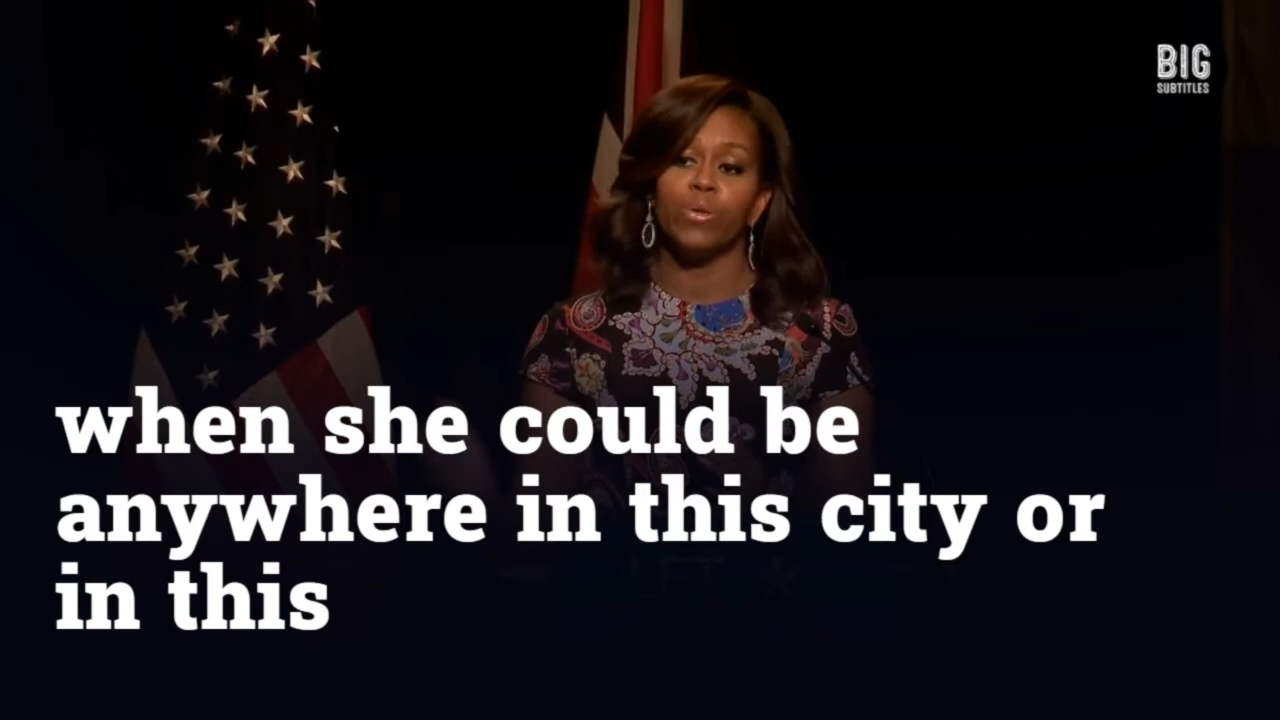 BIG
SUBTITLES
when she could be
anywhere in this city or
in this